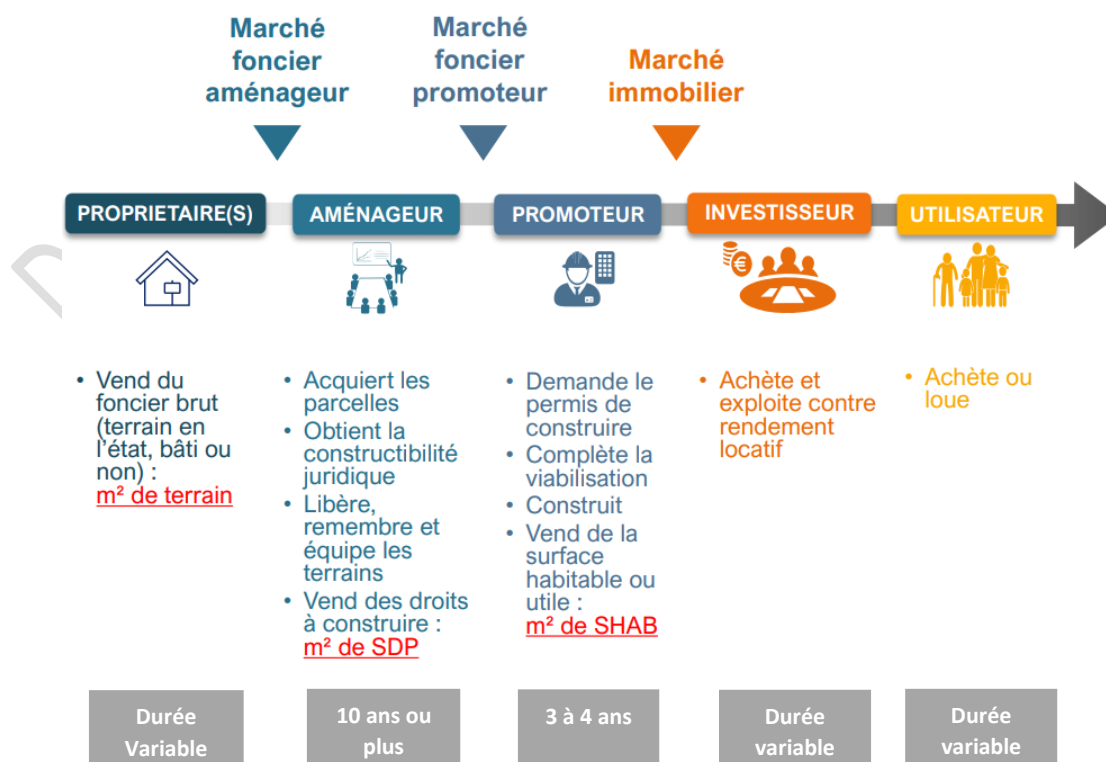 Marché
foncier
aménageur
Marché
foncier
promoteur
Marché
immobilier
PROPRIETAIRE(S)
AMÉNAGEUR
PROMOTEUR
INVESTISSEUR
UTILISATEUR
€
• Vend du
foncier brut
(terrain en
l'état, bâti ou
non) :
m² de terrain
• Acquiert les
parcelles
• Obtient la
constructibilité
juridique
• Libère,
remembre et
équipe les
terrains
• Vend des droits
à construire :
m² de SDP
• Demande le
permis de
construire
• Complète la
viabilisation
• Construit
• Vend de la
surface
habitable ou
utile :
m² de SHAB
• Achète et
exploite contre
rendement
locatif
• Achète ou
loue
Durée
Variable
10 ans ou
plus
3 à 4 ans
Durée
variable
Durée
variable